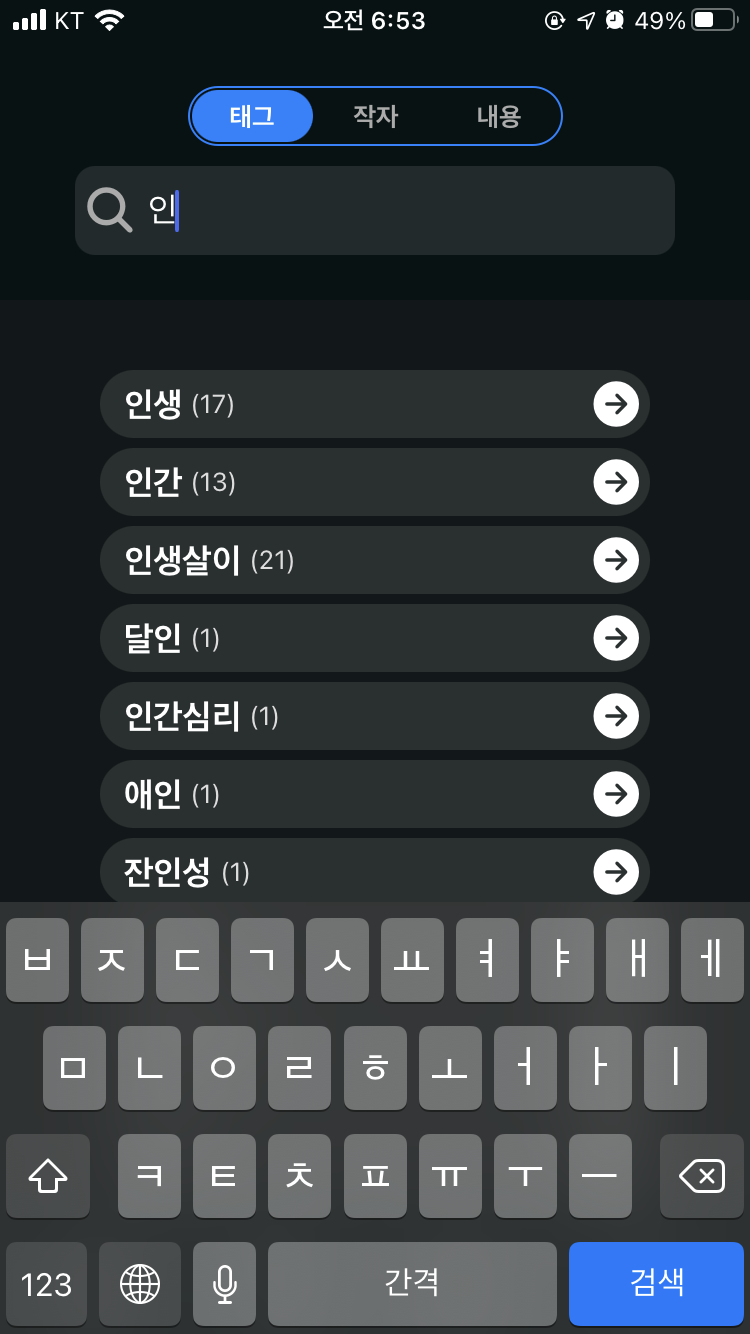 KT 오전 6:53 49%
태그 작자 내용
인
인생 (17)
인간 (13)
인생살이 (21)
달인 (1)
인간심리 (1)
애인 (1)
잔인성 (1)
ㅂ ㅈ ㄷ ㄱ ㅅ ㅛ ㅕ ㅑ ㅐ ㅔ
ㅁ ㄴ ㅇ ㄹ ㅎ ㅗ ㅓ ㅏ ㅣ
ㅋ ㅌ ㅊ ㅍ ㅠ ㅜ ㅡ
123 간격 검색